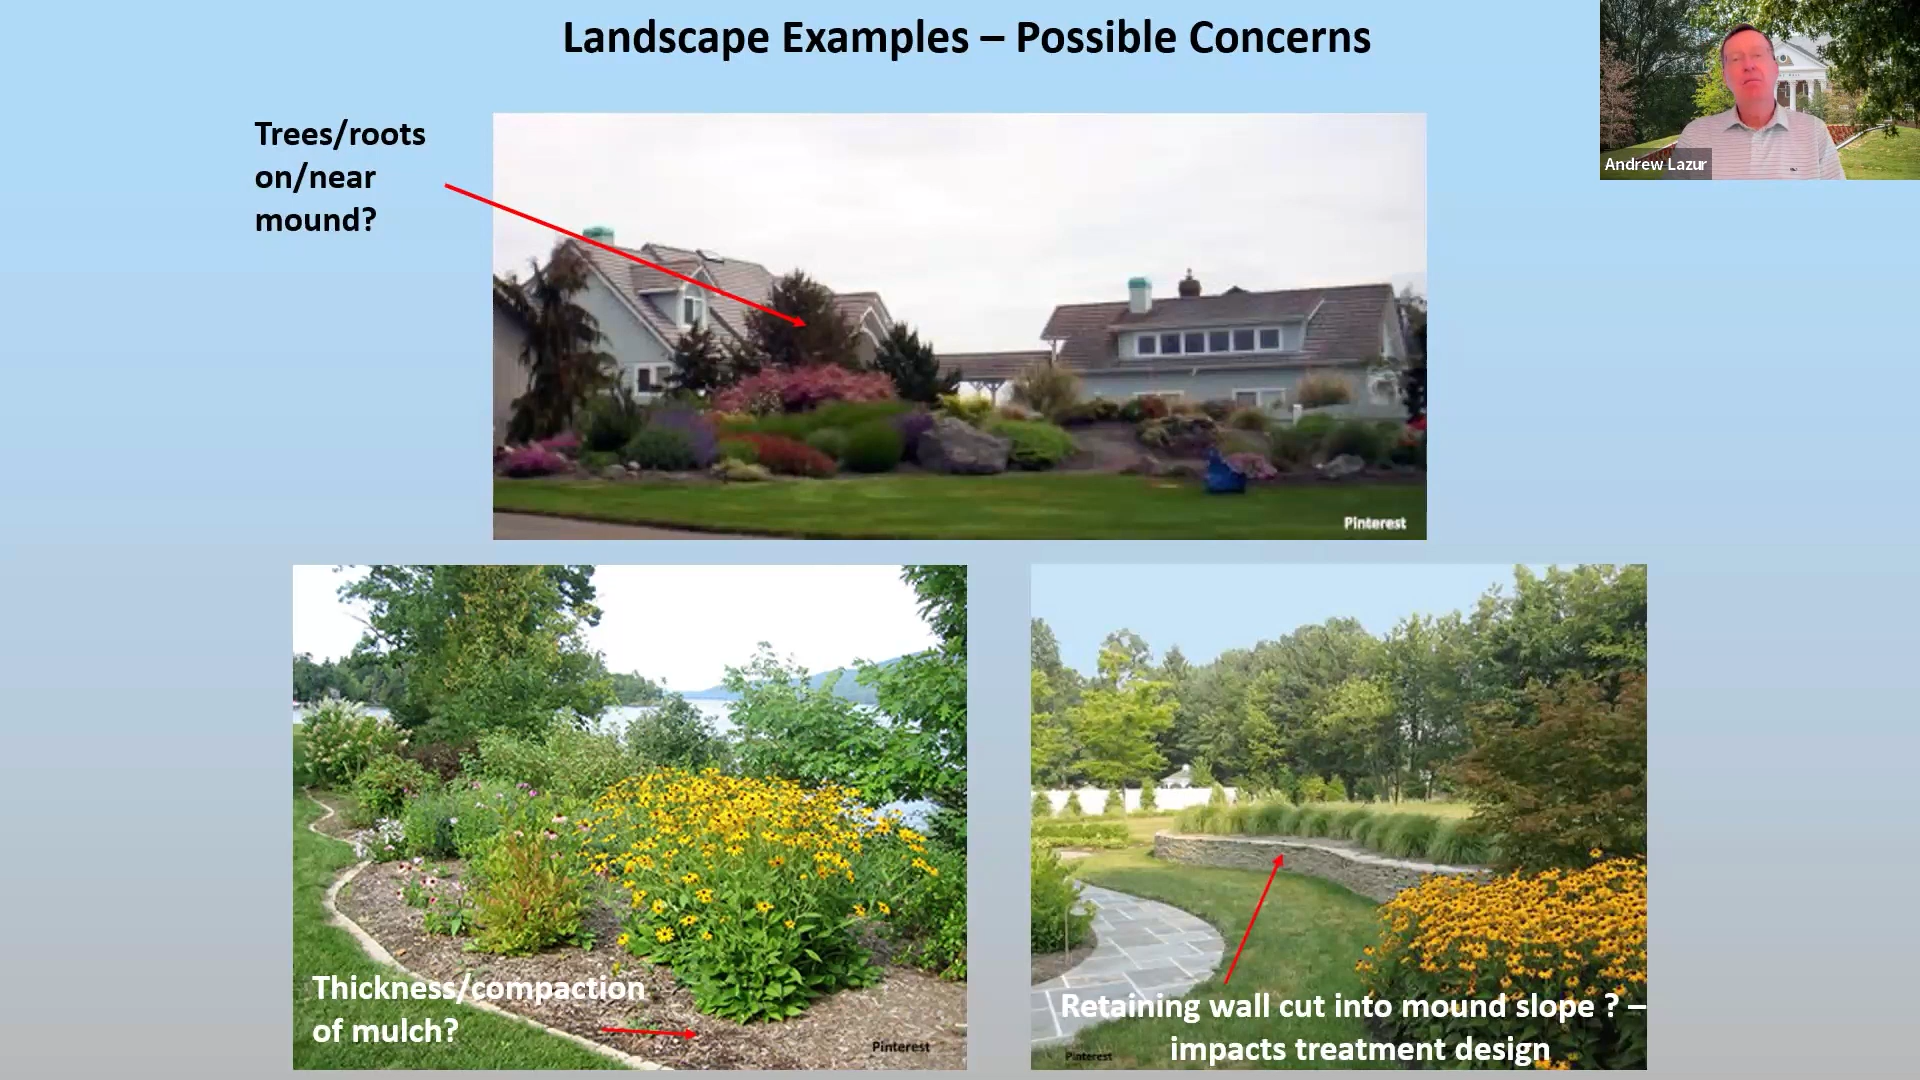 Landscape Examples – Possible Concerns
Andrew Lazur
Trees/roots
on/near
mound?
Pinterest
Thickness/compaction
of mulch?
Pinterest
Retaining wall cut into mound slope ? –
impacts treatment design
Pinterest